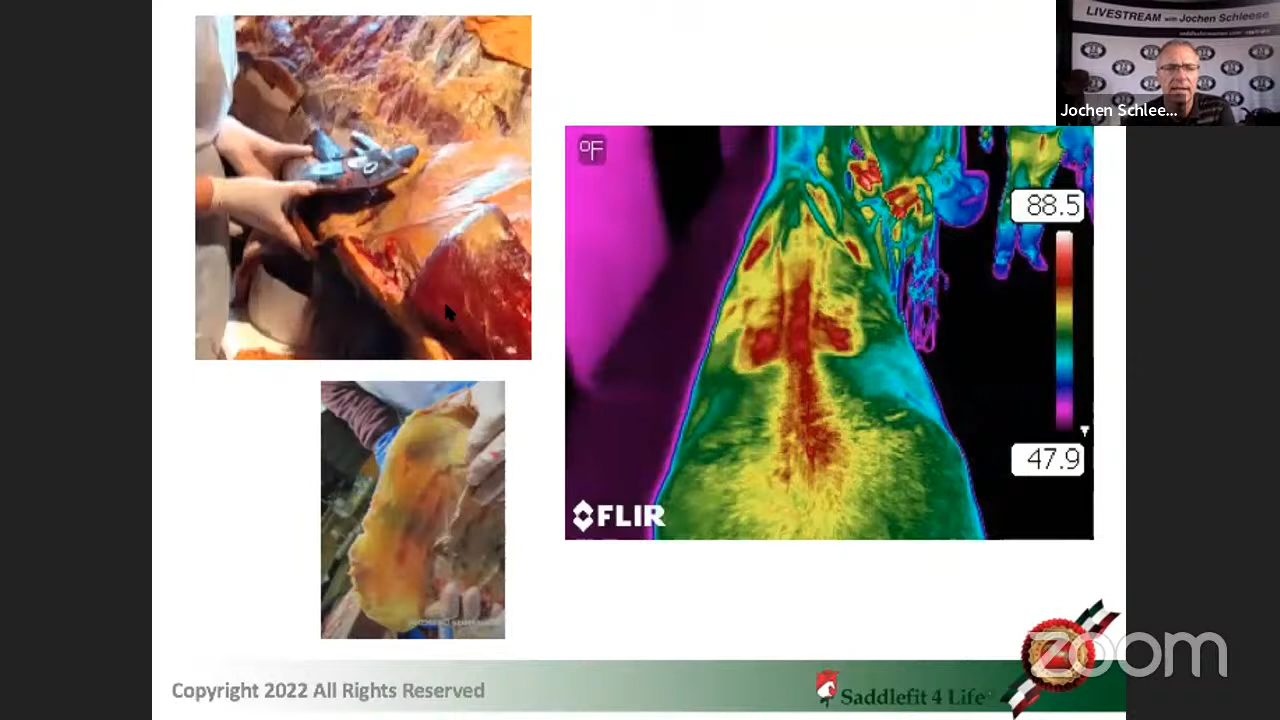 LIVESTREAM with Jochen Schleese
Jochen Schlee...
°F
88.5
47.9
FLIR
zoom
Copyright 2022 All Rights Reserved
Saddlefit 4 Life